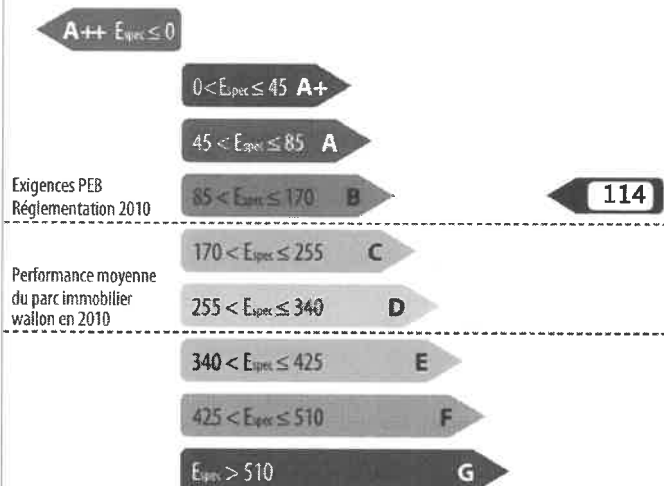 A++ Espec ≤ 0
0 < Espec ≤ 45 A+
45 < Espec ≤ 85 A
Exigences PEB
Réglementation 2010
85 < Espec ≤ 170 B
114
170 < Espec ≤ 255 C
Performance moyenne
du parc immobilier
wallon en 2010
255 < Espec ≤ 340 D
340 < Espec ≤ 425 E
425 < Espec ≤ 510 F
Espec > 510 G